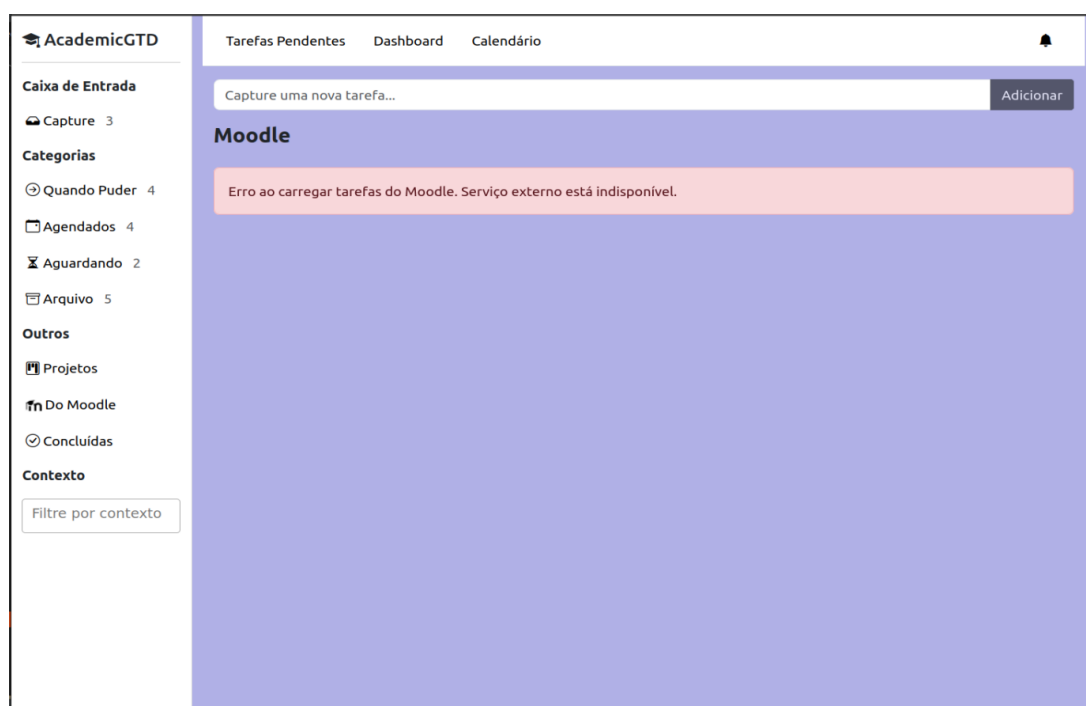 AcademicGTD
Caixa de Entrada
Capture 3
Categorias
Quando Puder 4
Agendados 4
Aguardando 2
Arquivo 5
Outros
Projetos
Do Moodle
Concluídas
Contexto
Filtre por contexto
Tarefas Pendentes Dashboard Calendário
Capture uma nova tarefa... Adicionar
Moodle
Erro ao carregar tarefas do Moodle. Serviço externo está indisponível.